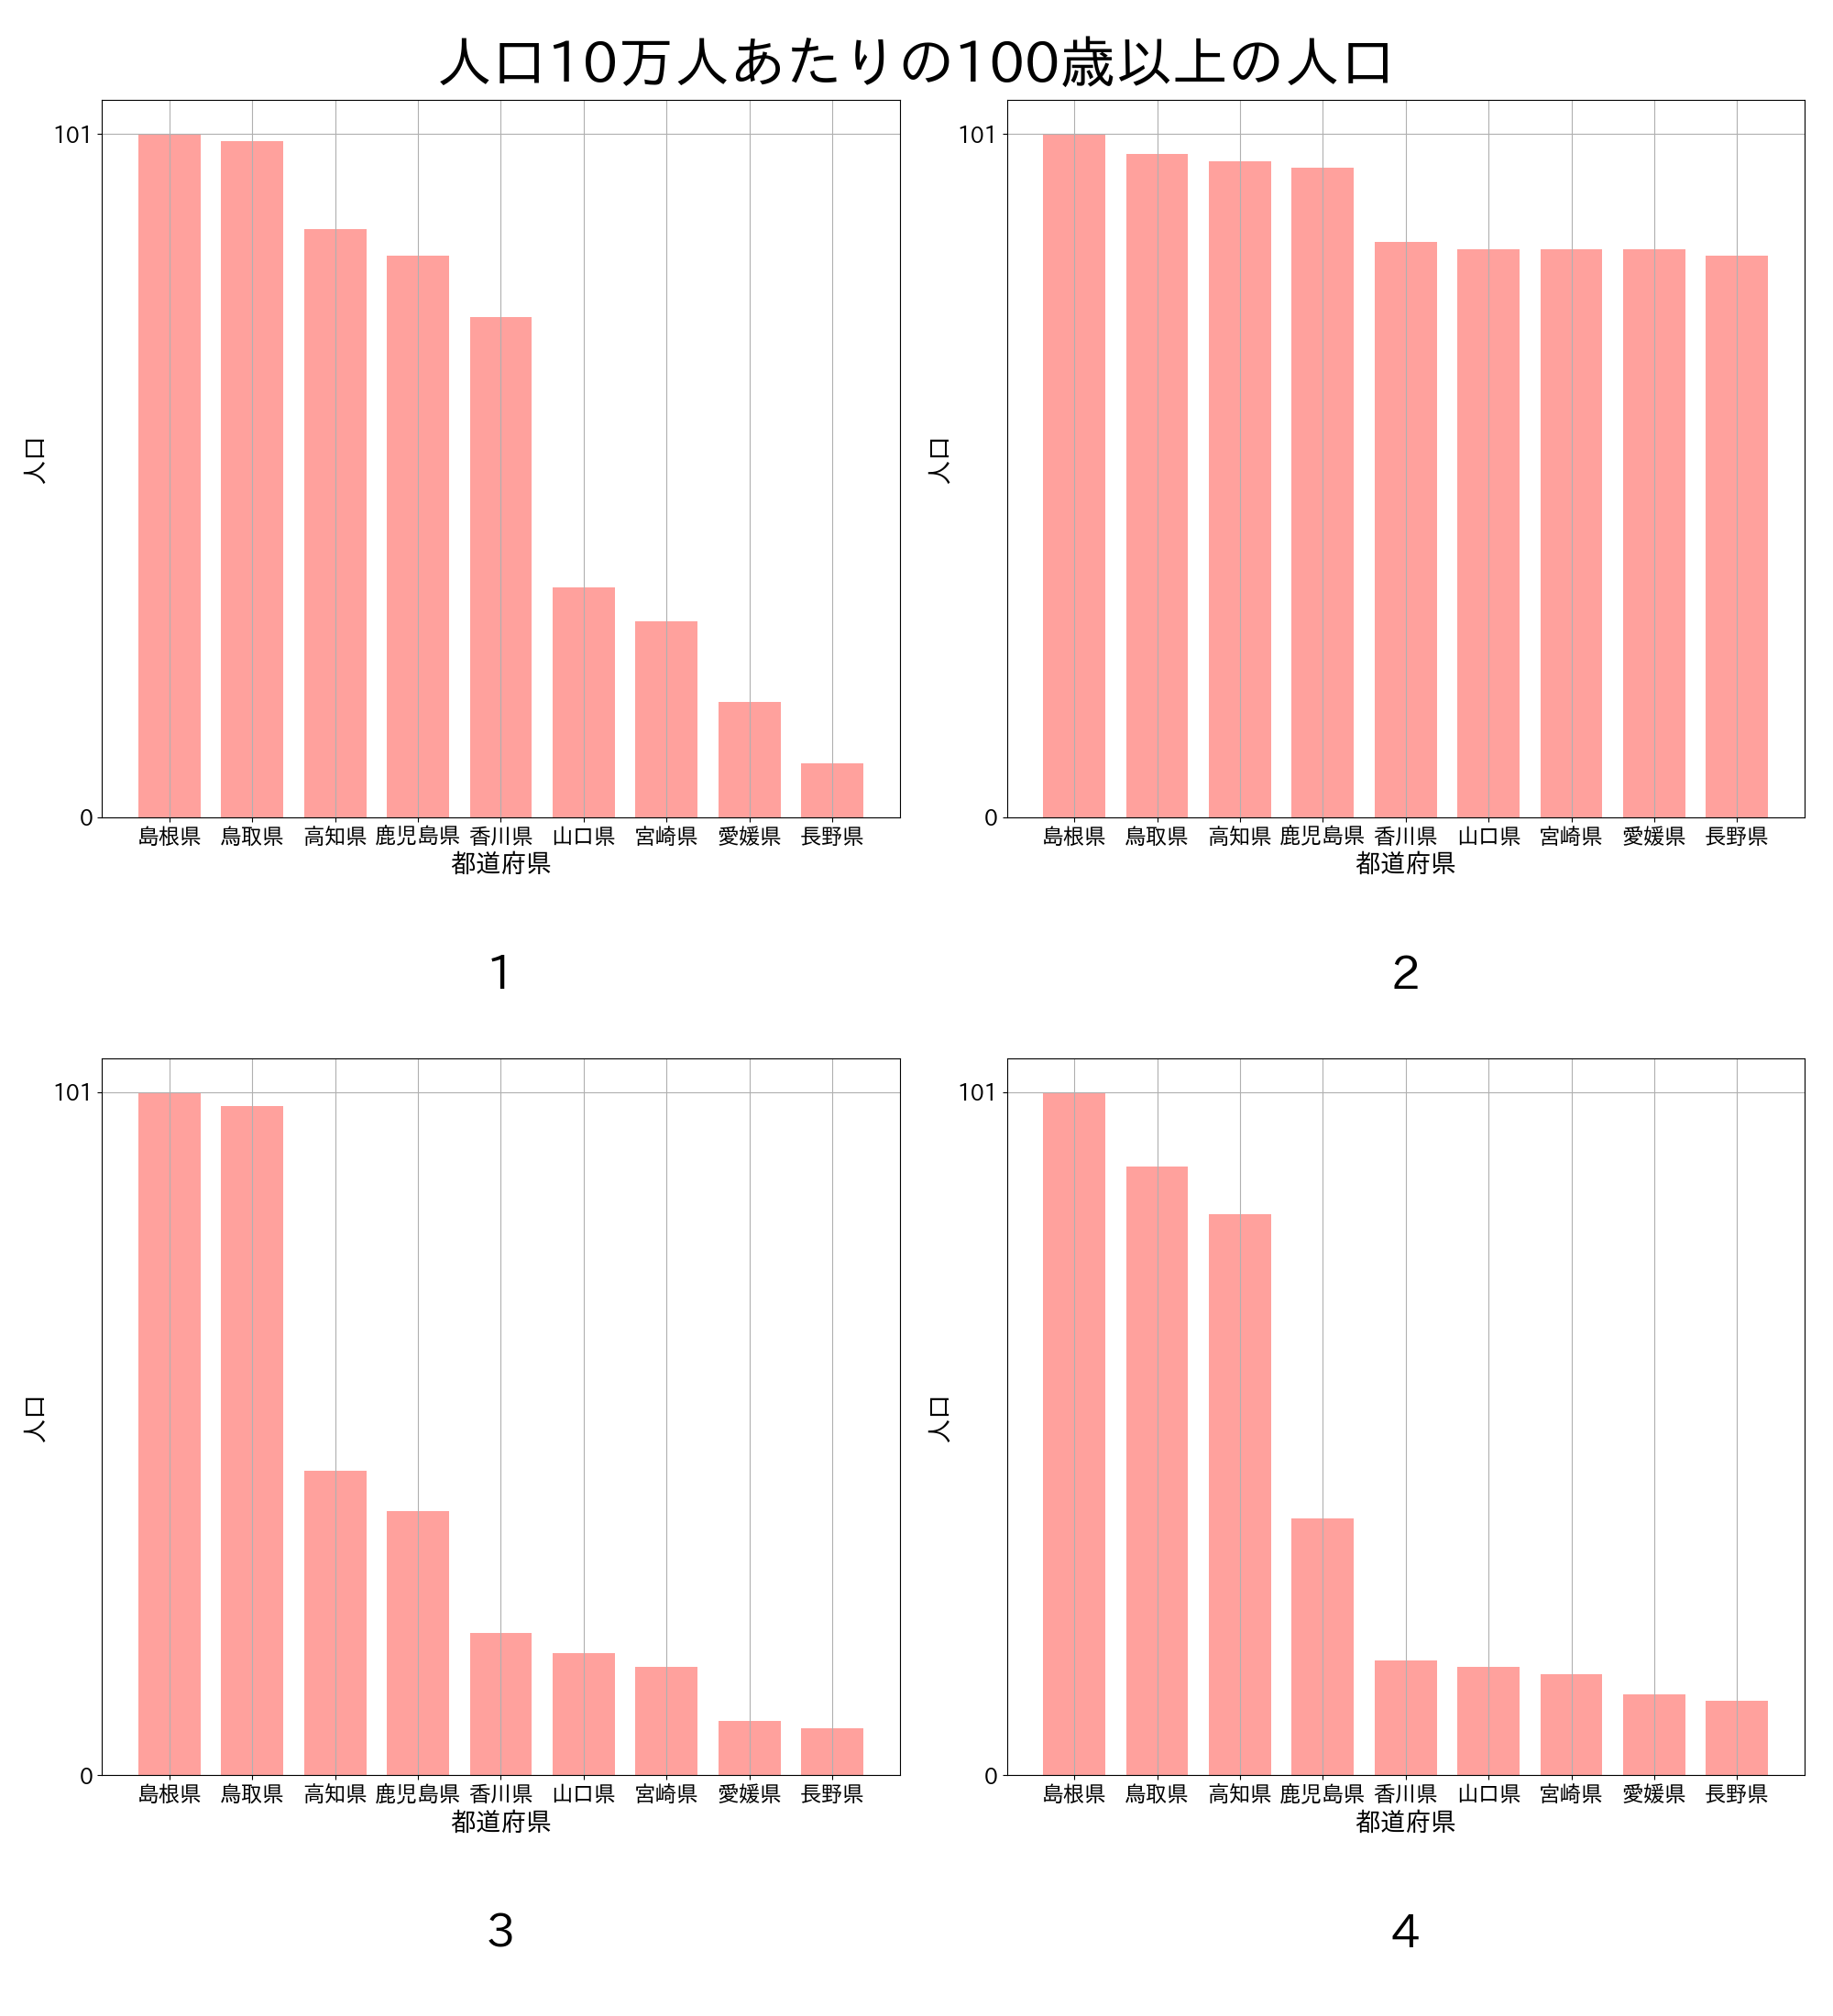 人口10万人あたりの100歳以上の人口
101
0
人口
島根県 鳥取県 高知県 鹿児島県 香川県 山口県 宮崎県 愛媛県 長野県
都道府県
1
101
0
人口
島根県 鳥取県 高知県 鹿児島県 香川県 山口県 宮崎県 愛媛県 長野県
都道府県
2
101
0
人口
島根県 鳥取県 高知県 鹿児島県 香川県 山口県 宮崎県 愛媛県 長野県
都道府県
3
101
0
人口
島根県 鳥取県 高知県 鹿児島県 香川県 山口県 宮崎県 愛媛県 長野県
都道府県
4